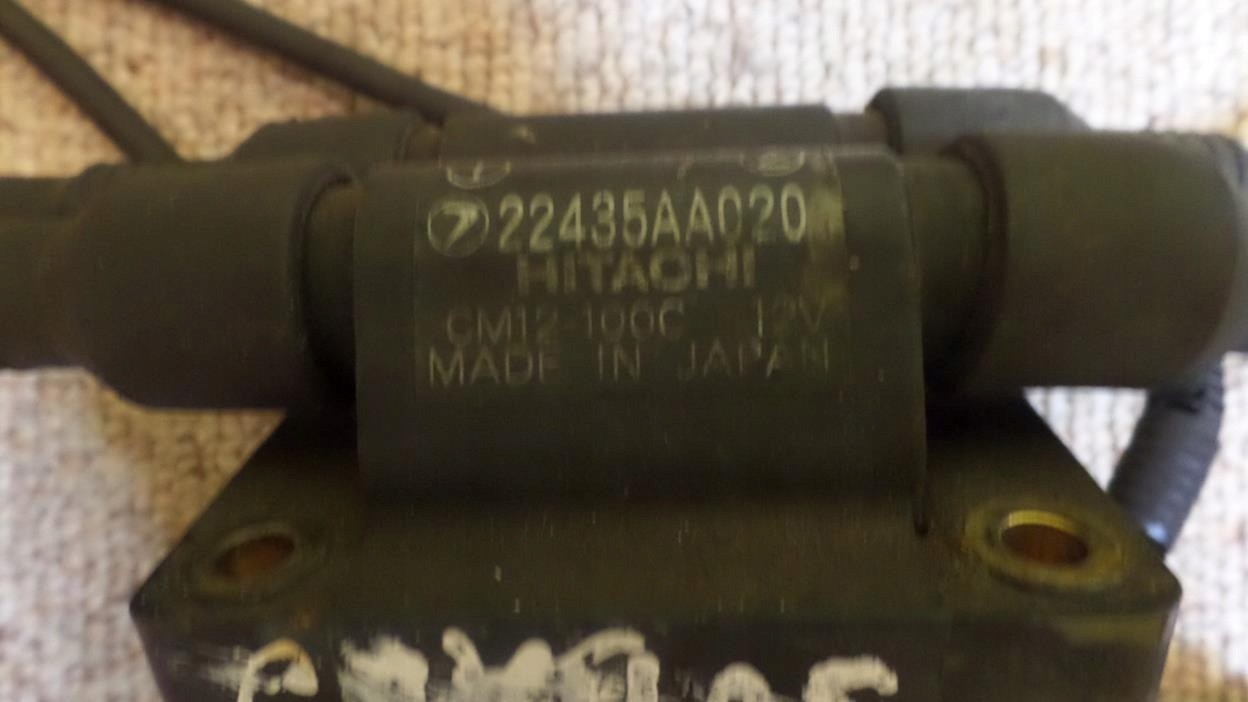 22435AA020
HITACHI
CM12-100C 12V
MADE IN JAPAN